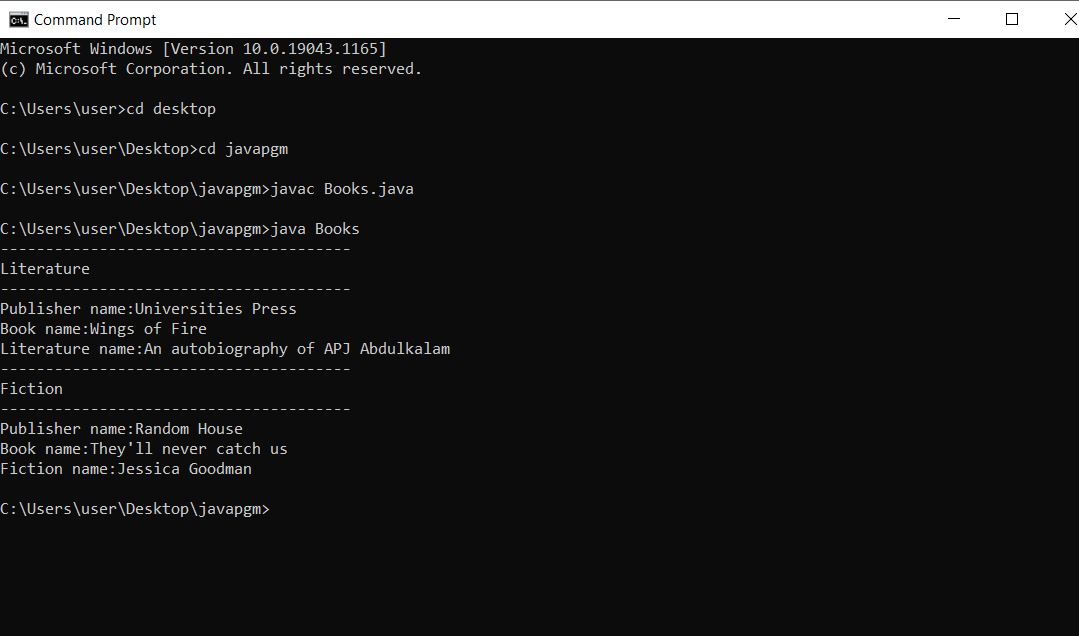 Command Prompt
Microsoft Windows [Version 10.0.19043.1165]
(c) Microsoft Corporation. All rights reserved.
C:\Users\user>cd desktop
C:\Users\user\Desktop>cd javapgm
C:\Users\user\Desktop\javapgm>javac Books.java
C:\Users\user\Desktop\javapgm>java Books
---------------------------------------
Literature
---------------------------------------
Publisher name:Universities Press
Book name:Wings of Fire
Literature name:An autobiography of APJ Abdulkalam
---------------------------------------
Fiction
---------------------------------------
Publisher name:Random House
Book name:They'll never catch us
Fiction name:Jessica Goodman
C:\Users\user\Desktop\javapgm>